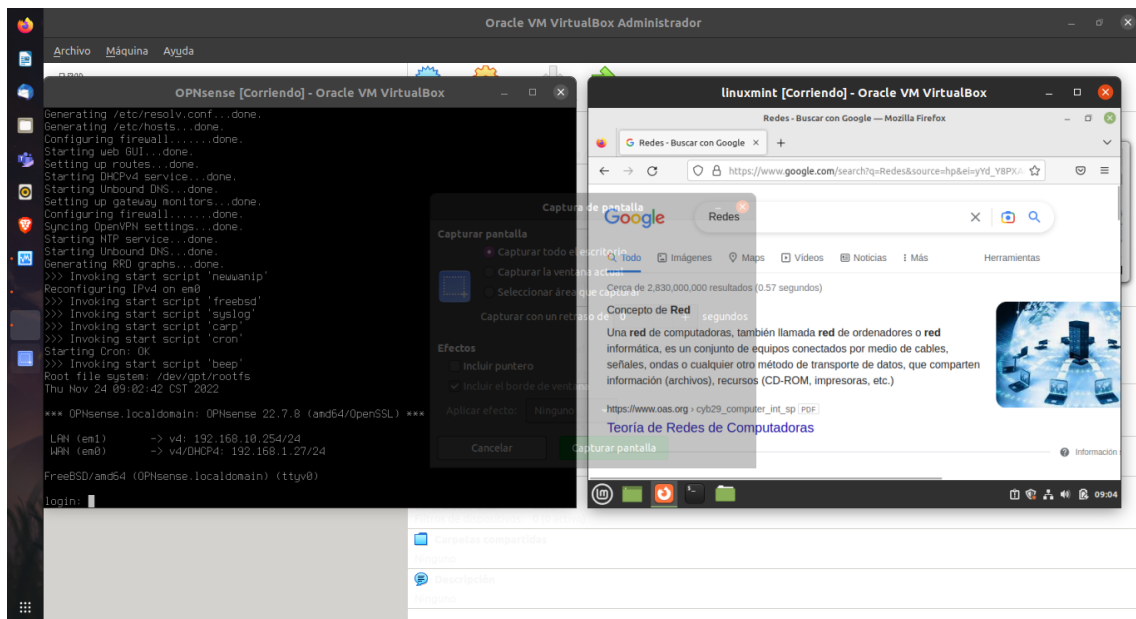 Oracle VM VirtualBox Administrador
Archivo Máquina Ayuda
OPNsense [Corriendo] - Oracle VM VirtualBox
Generating /etc/resolv.conf...done.
Generating /etc/hosts...done.
Configuring firewall.......done.
Starting web GUI...done.
Setting up routes...done.
Starting DHCPv4 service...done.
Starting Unbound DNS...done.
Setting up gateway monitors...done.
Configuring firewall.......done.
Syncing OpenVPN settings...done.
Starting NTP service...done.
Starting Unbound DNS...done.
Generating RRD graphs...done.
>>> Invoking start script 'newwanip'
Reconfiguring IPv4 on em0
>>> Invoking start script 'freebsd'
>>> Invoking start script 'syslog'
>>> Invoking start script 'carp'
>>> Invoking start script 'cron'
Starting Cron: OK
>>> Invoking start script 'beep'
Root file system: /dev/gpt/rootfs
Thu Nov 24 09:02:42 CST 2022
*** OPNsense.localdomain: OPNsense 22.7.8 (amd64/OpenSSL) ***
LAN (em1) -> v4: 192.168.10.254/24
WAN (em0) -> v4/DHCP4: 192.168.1.27/24
FreeBSD/amd64 (OPNsense.localdomain) (ttyv0)
login:
Captura de pantalla
Capturar pantalla
Capturar todo el escritorio
Capturar la ventana actual
Seleccionar área que capturar
Capturar con un retraso de 0 + segundos
Efectos
Incluir puntero
Incluir el borde de ventana
Aplicar efecto: Ninguno
Cancelar Capturar pantalla
linuxmint [Corriendo] - Oracle VM VirtualBox
Redes - Buscar con Google — Mozilla Firefox
Redes - Buscar con Google
https://www.google.com/search?q=Redes&source=hp&ei=yYd_Y8PXA
Google Redes
Todo Imágenes Maps Vídeos Noticias Más Herramientas
Cerca de 2,830,000,000 resultados (0.57 segundos)
Concepto de Red
Una red de computadoras, también llamada red de ordenadores o red
informática, es un conjunto de equipos conectados por medio de cables,
señales, ondas o cualquier otro método de transporte de datos, que comparten
información (archivos), recursos (CD-ROM, impresoras, etc.)
https://www.oas.org › cyb29_computer_int_sp PDF
Teoría de Redes de Computadoras
Información
09:04
Carpetas compartidas
Descripción